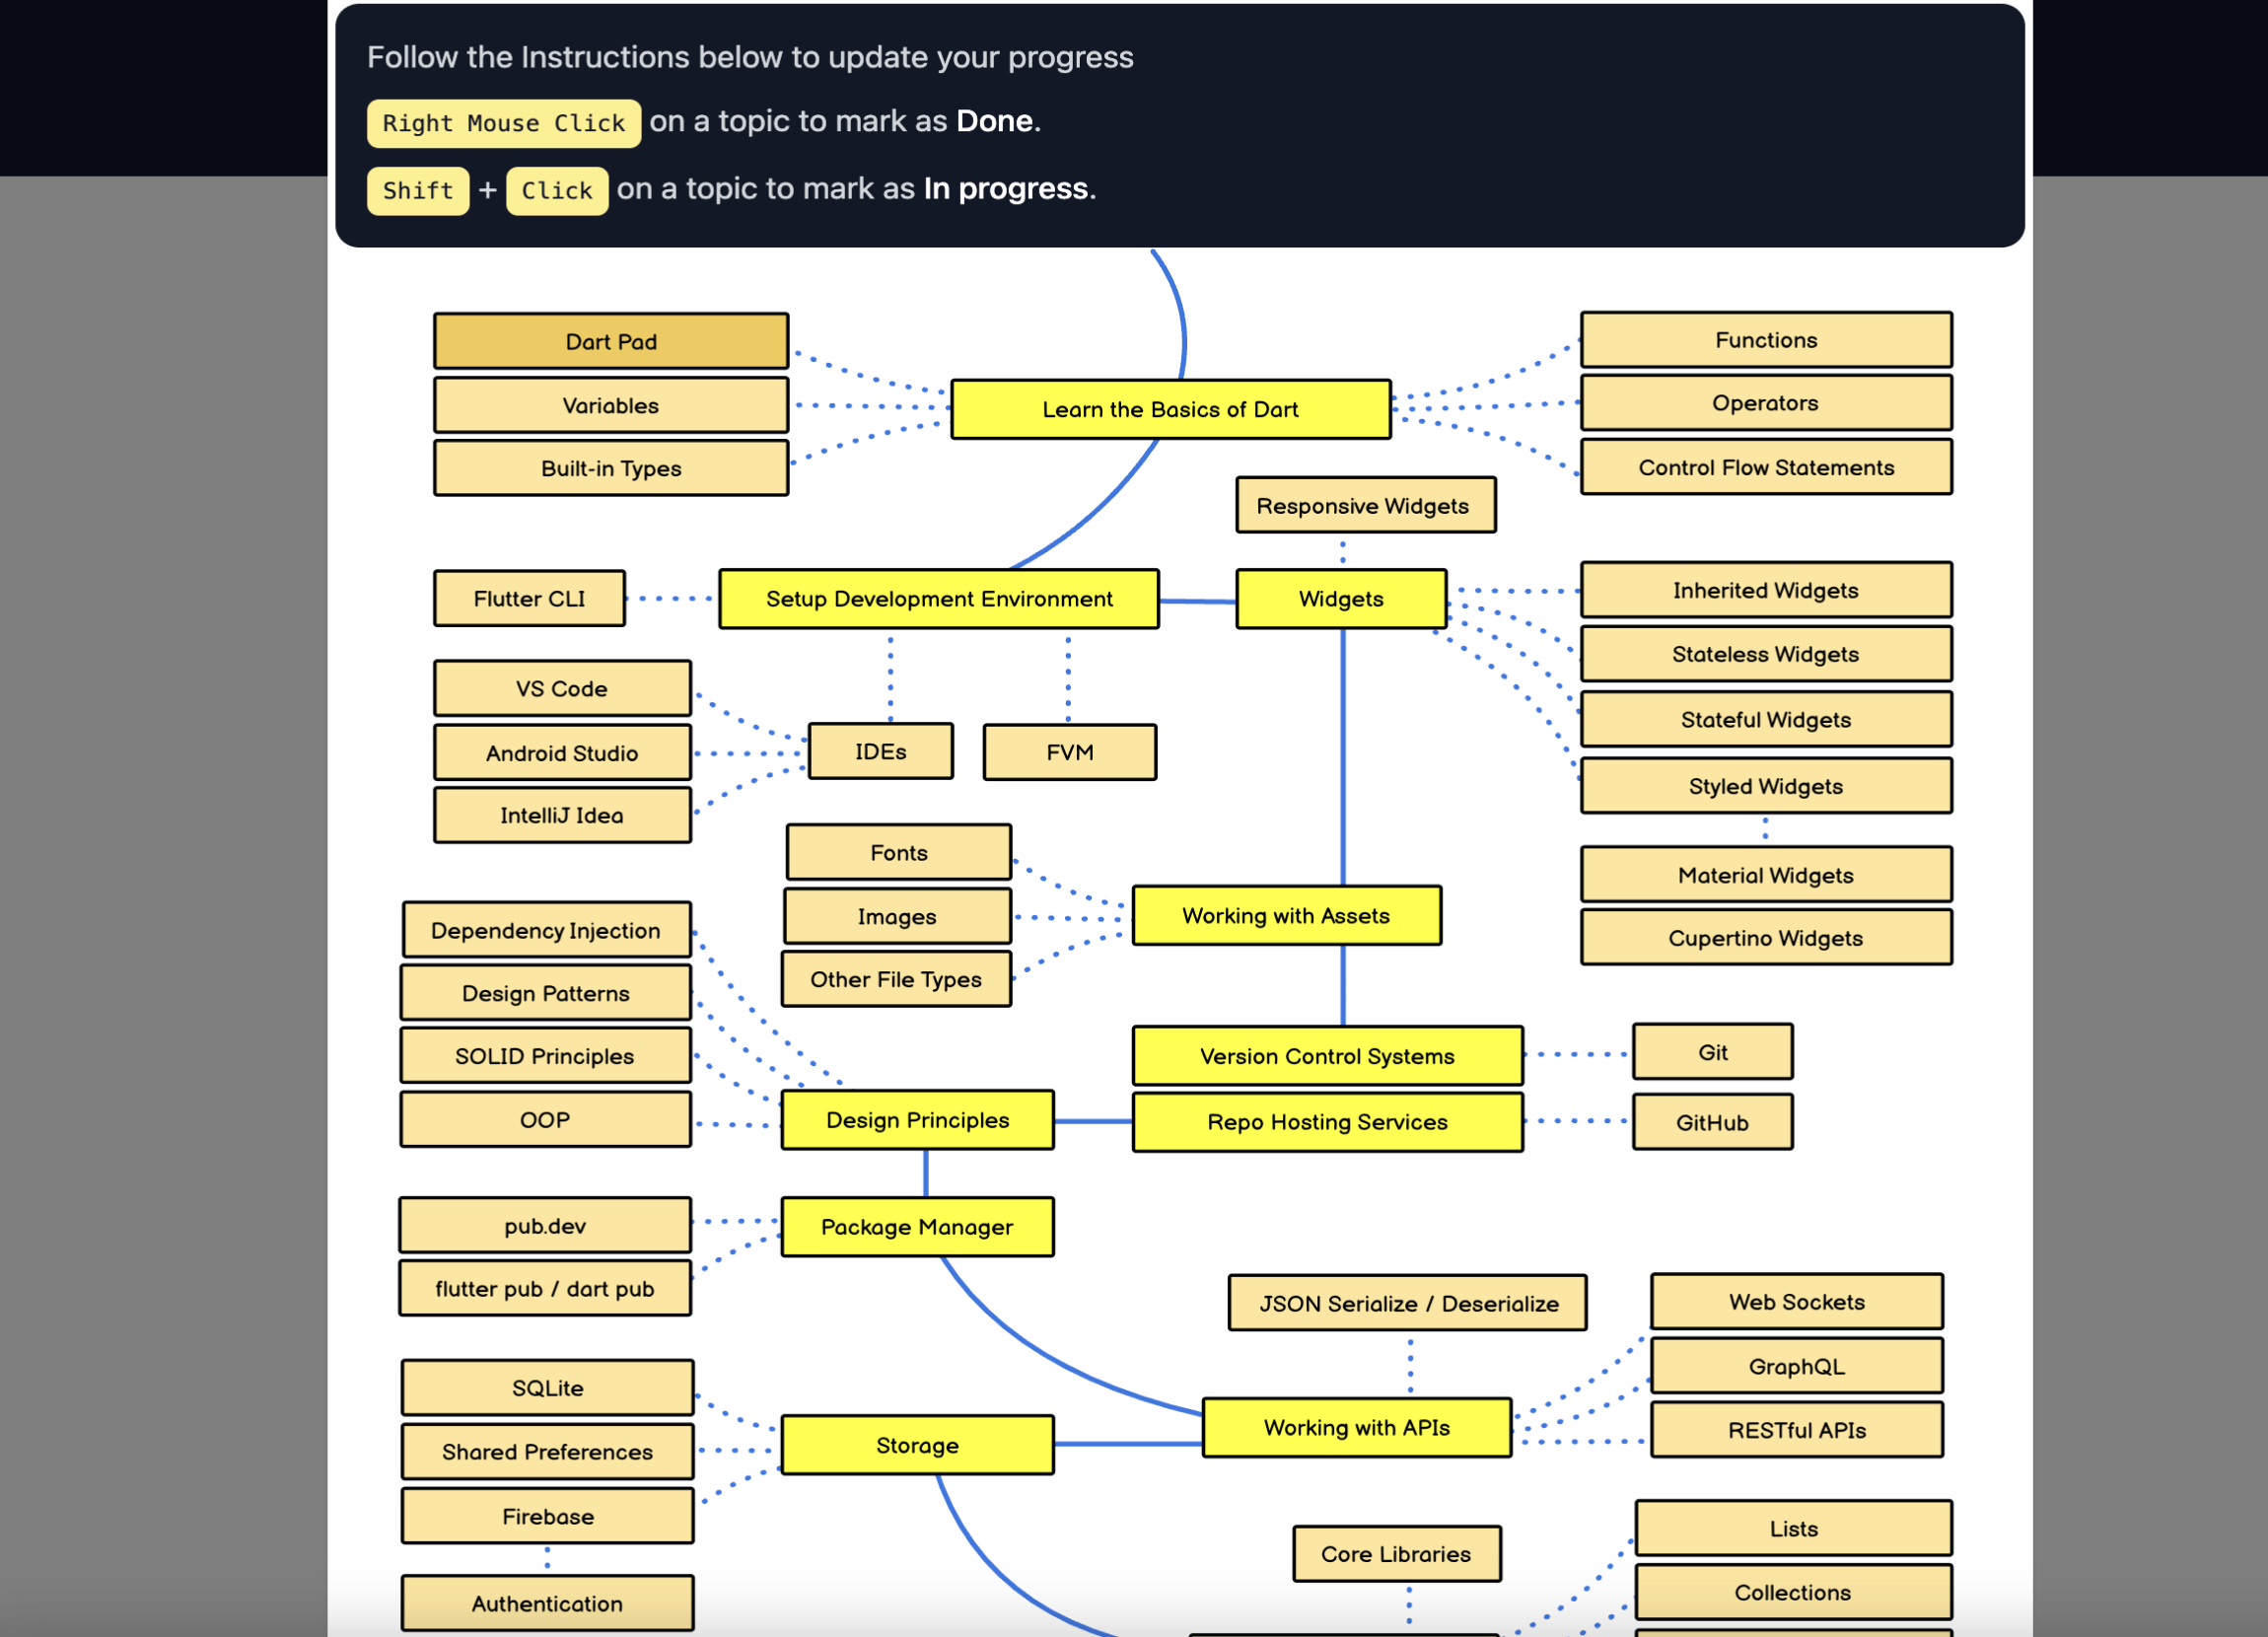 Follow the Instructions below to update your progress
Right Mouse Click on a topic to mark as Done.
Shift + Click on a topic to mark as In progress.
Dart Pad
Variables
Built-in Types
Learn the Basics of Dart
Functions
Operators
Control Flow Statements
Responsive Widgets
Flutter CLI
Setup Development Environment
Widgets
Inherited Widgets
Stateless Widgets
Stateful Widgets
Styled Widgets
Material Widgets
Cupertino Widgets
VS Code
Android Studio
IntelliJ Idea
IDEs
FVM
Fonts
Images
Other File Types
Working with Assets
Dependency Injection
Design Patterns
SOLID Principles
OOP
Design Principles
Version Control Systems
Repo Hosting Services
Git
GitHub
pub.dev
flutter pub / dart pub
Package Manager
JSON Serialize / Deserialize
Web Sockets
GraphQL
RESTful APIs
Working with APIs
SQLite
Shared Preferences
Firebase
Authentication
Storage
Core Libraries
Lists
Collections